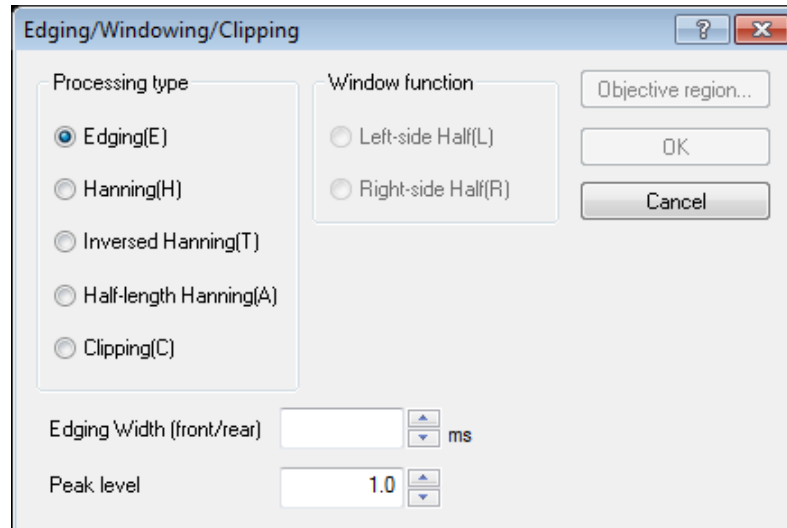 Edging/Windowing/Clipping
Processing type
Edging(E)
Hanning(H)
Inversed Hanning(T)
Half-length Hanning(A)
Clipping(C)
Window function
Left-side Half(L)
Right-side Half(R)
Objective region...
OK
Cancel
Edging Width (front/rear)
ms
Peak level
1.0